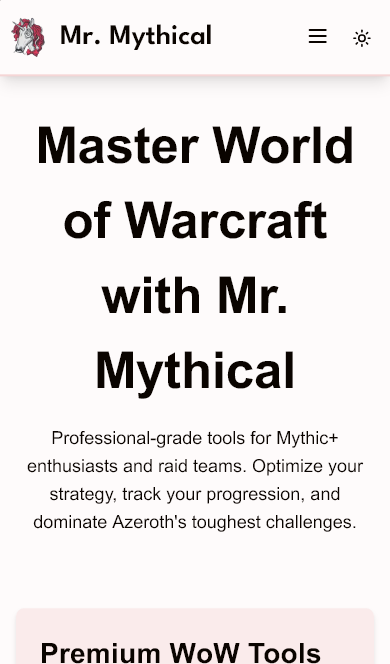 Mr. Mythical
Master World
of Warcraft
with Mr.
Mythical
Professional-grade tools for Mythic+
enthusiasts and raid teams. Optimize your
strategy, track your progression, and
dominate Azeroth's toughest challenges.
Premium WoW Tools